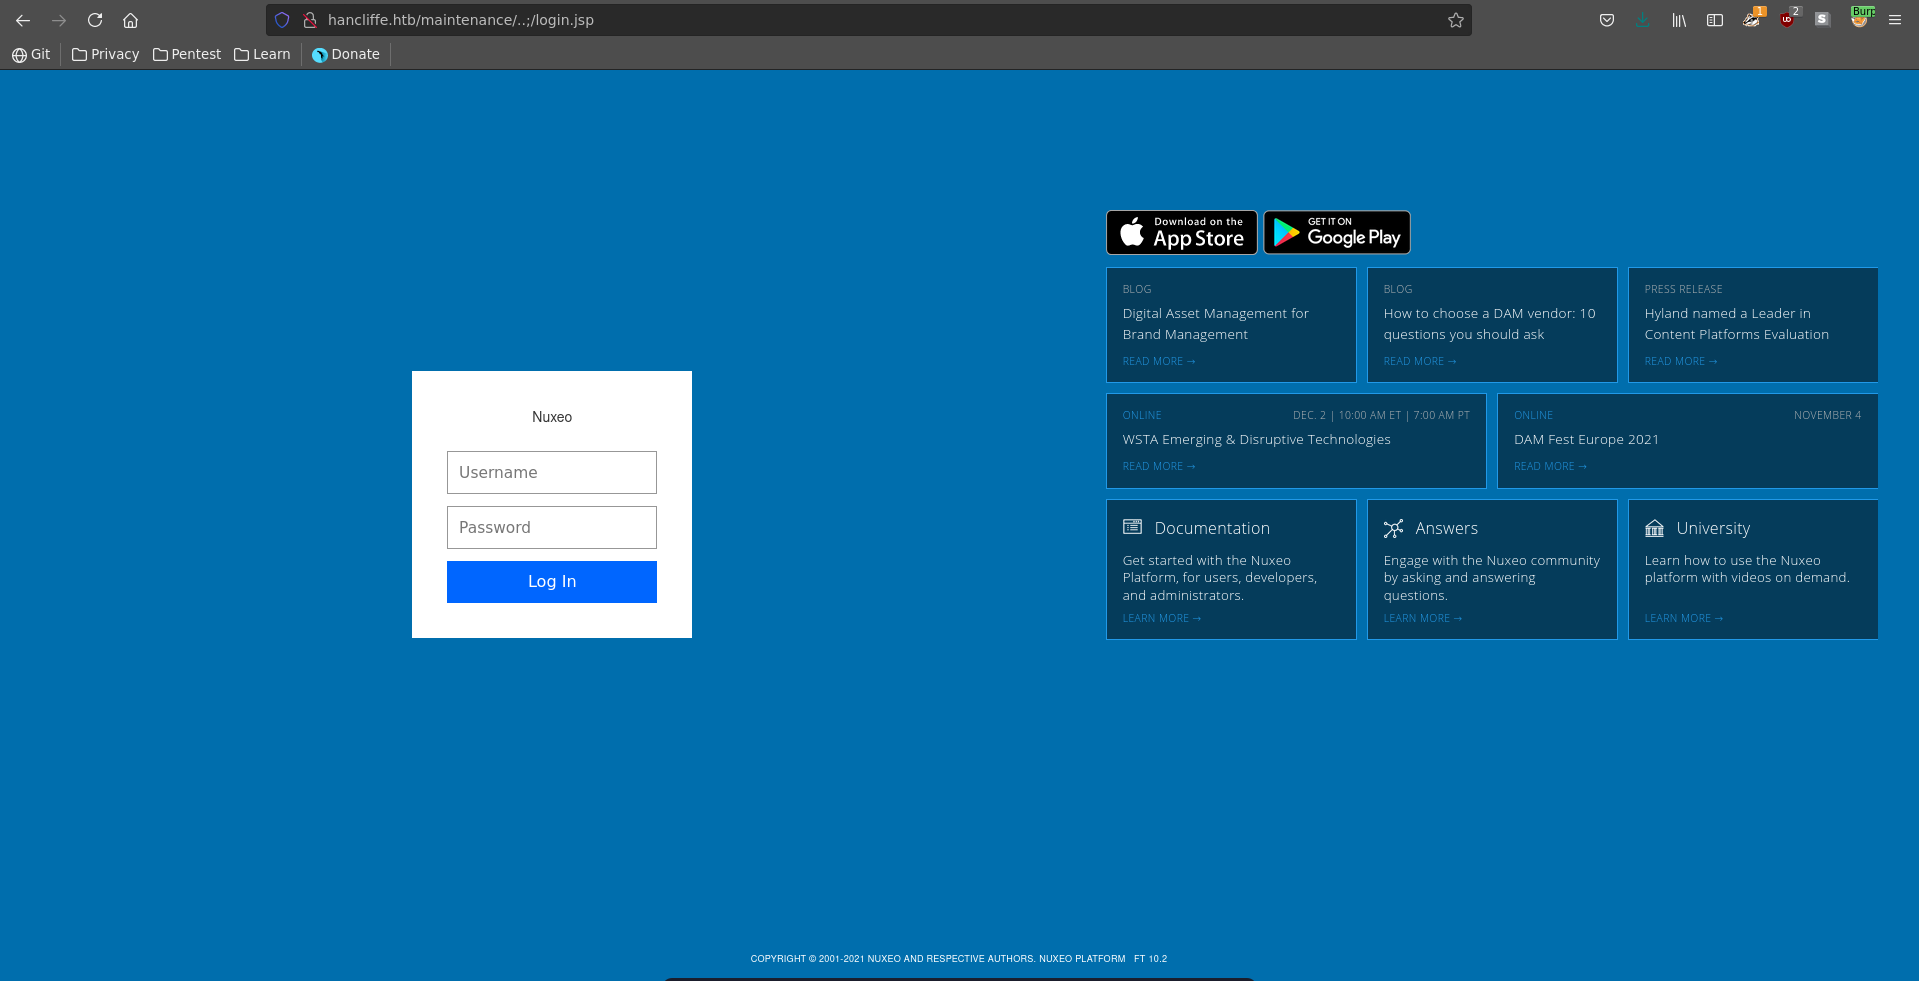 hancliffe.htb/maintenance/..;/login.jsp
1
2
S
Burp
Git
Privacy
Pentest
Learn
Donate
Download on the
App Store
GET IT ON
Google Play
BLOG
Digital Asset Management for
Brand Management
READ MORE →
BLOG
How to choose a DAM vendor: 10
questions you should ask
READ MORE →
PRESS RELEASE
Hyland named a Leader in
Content Platforms Evaluation
READ MORE →
Nuxeo
Username
Password
Log In
ONLINE
DEC. 2 | 10:00 AM ET | 7:00 AM PT
WSTA Emerging & Disruptive Technologies
READ MORE →
ONLINE
NOVEMBER 4
DAM Fest Europe 2021
READ MORE →
Documentation
Get started with the Nuxeo
Platform, for users, developers,
and administrators.
LEARN MORE →
Answers
Engage with the Nuxeo community
by asking and answering
questions.
LEARN MORE →
University
Learn how to use the Nuxeo
platform with videos on demand.
LEARN MORE →
COPYRIGHT © 2001-2021 NUXEO AND RESPECTIVE AUTHORS. NUXEO PLATFORM FT 10.2